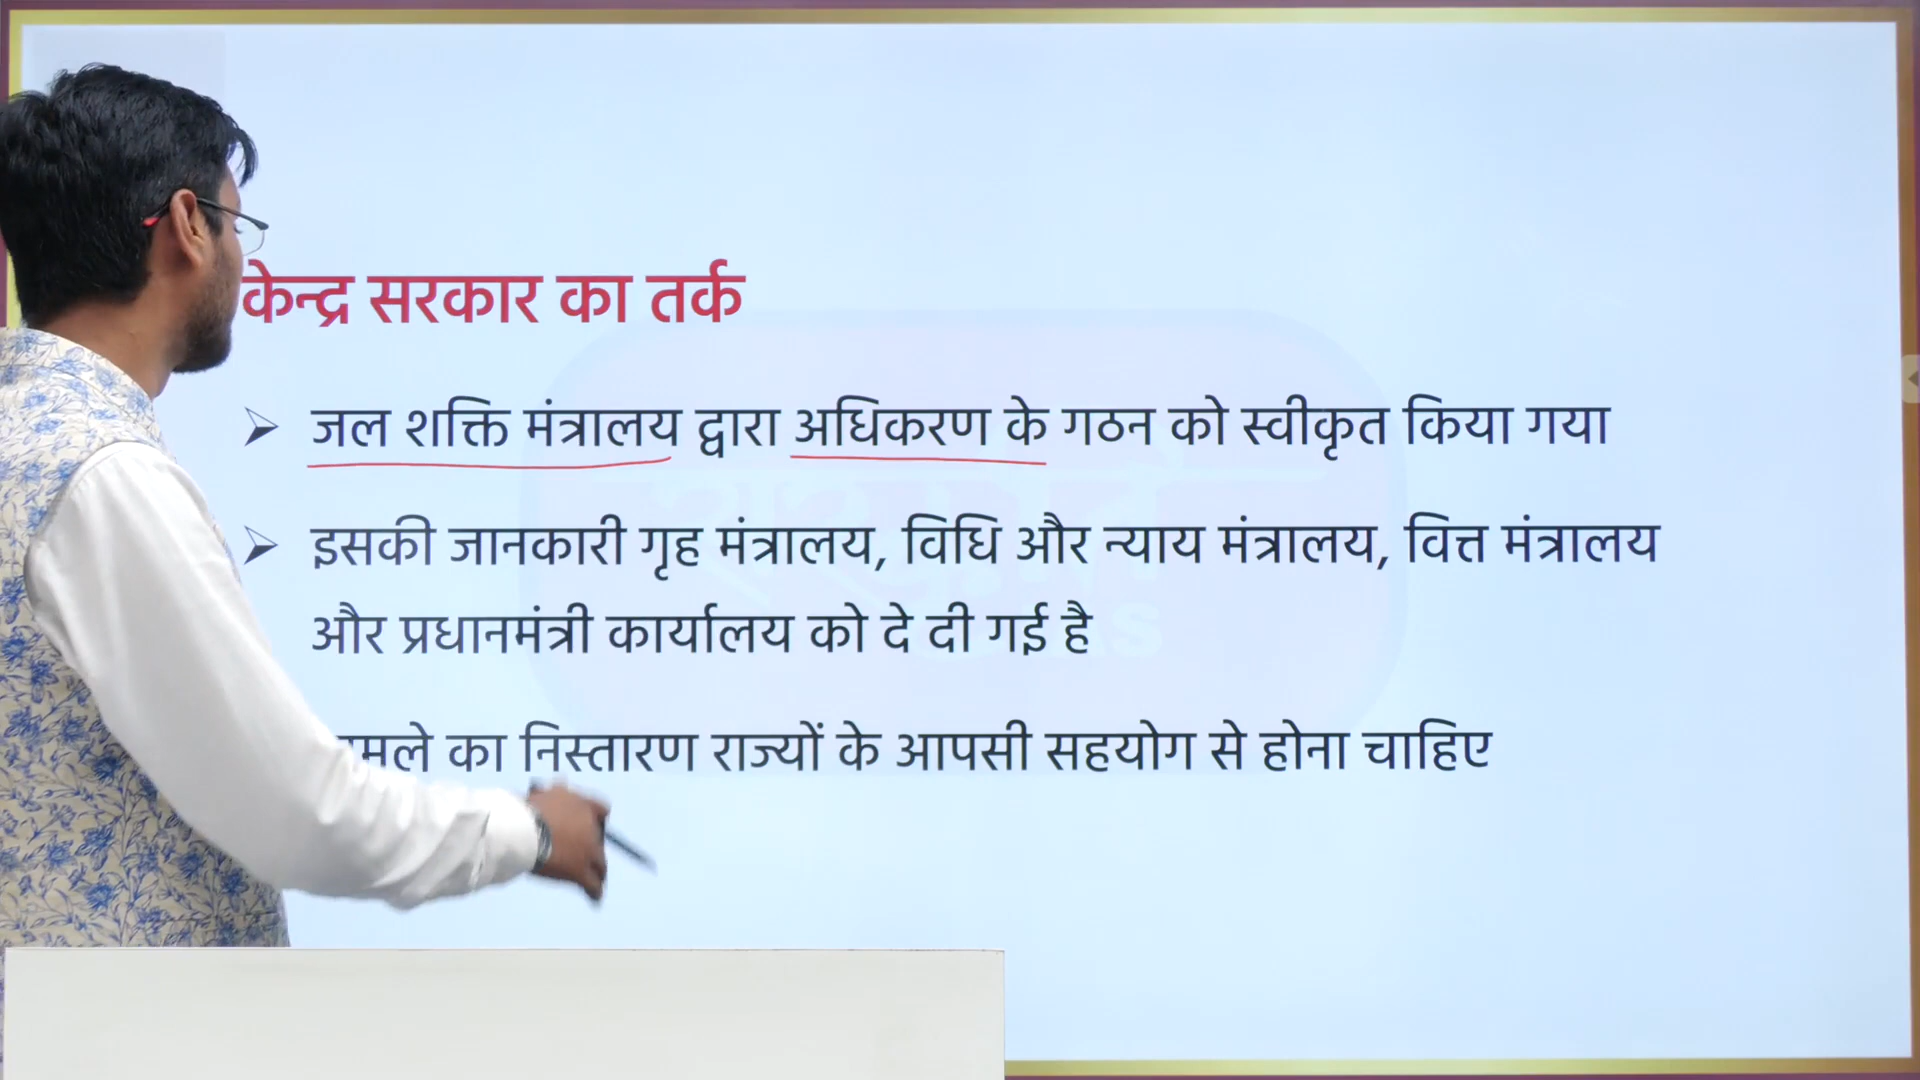 केन्द्र सरकार का तर्क
जल शक्ति मंत्रालय द्वारा अधिकरण के गठन को स्वीकृत किया गया
इसकी जानकारी गृह मंत्रालय, विधि और न्याय मंत्रालय, वित्त मंत्रालय
और प्रधानमंत्री कार्यालय को दे दी गई है
का निस्तारण राज्यों के आपसी सहयोग से होना चाहिए